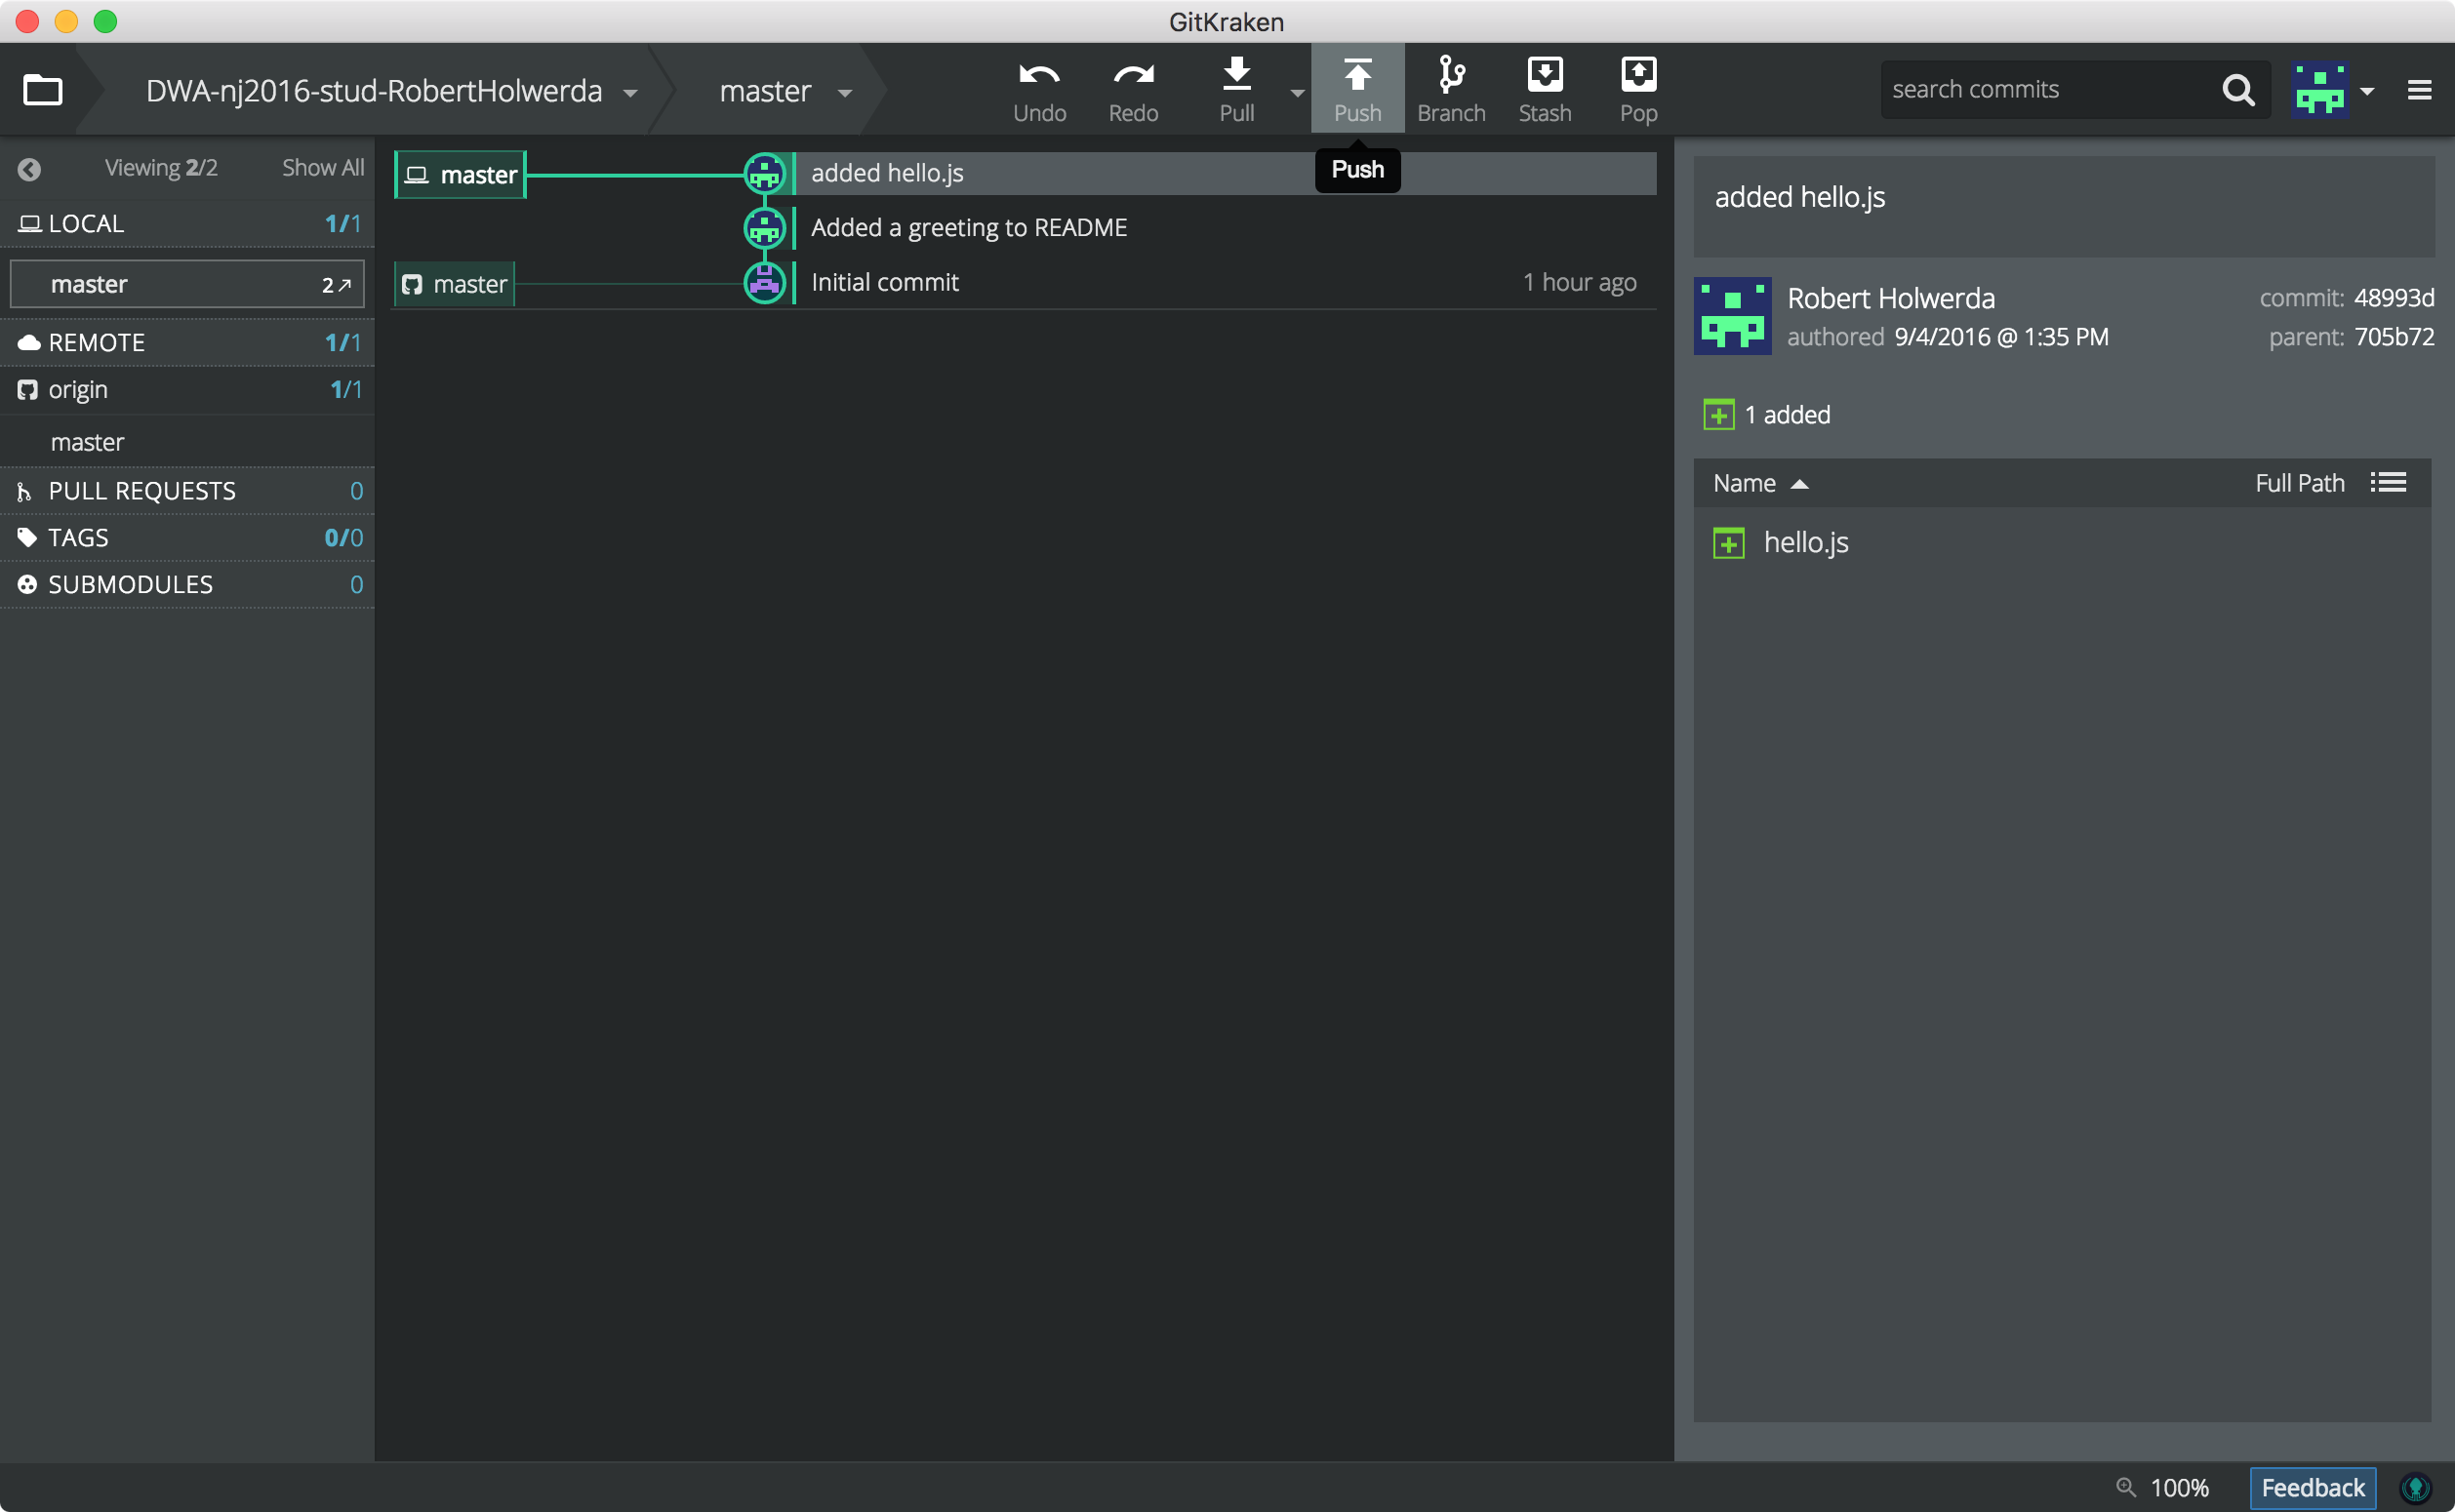 GitKraken
DWA-nj2016-stud-RobertHolwerda
master
Undo
Redo
Pull
Push
Branch
Stash
Pop
search commits
Push
Viewing 2/2
Show All
LOCAL 1/1
master 2
REMOTE 1/1
origin 1/1
master
PULL REQUESTS 0
TAGS 0/0
SUBMODULES 0
master added hello.js
Added a greeting to README
master Initial commit 1 hour ago
added hello.js
Robert Holwerda commit: 48993d
authored 9/4/2016 @ 1:35 PM parent: 705b72
1 added
Name Full Path
hello.js
100%
Feedback